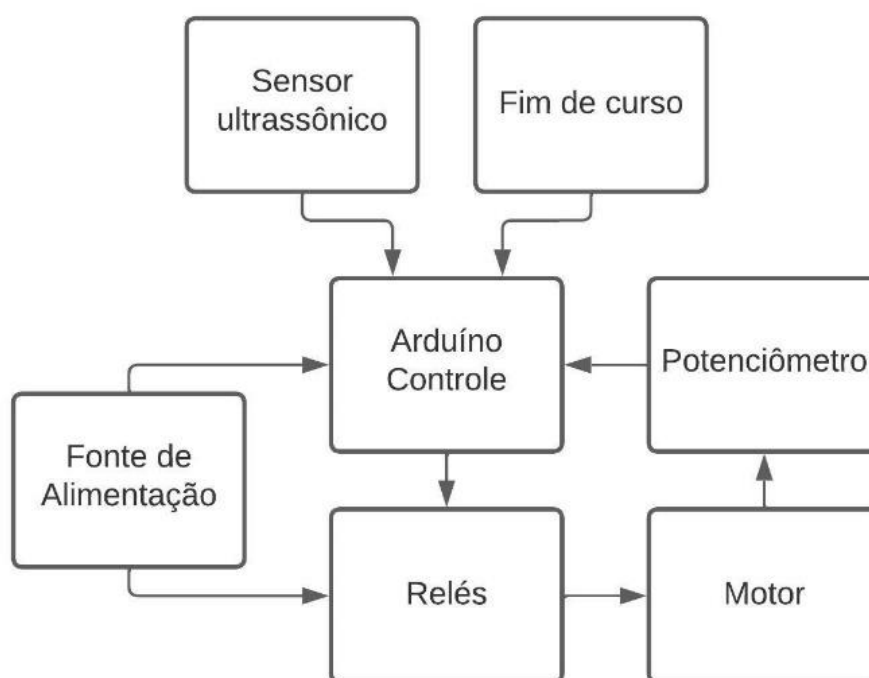 Sensor
ultrassônico
Fim de curso
Arduíno
Controle
Potenciômetro
Fonte de
Alimentação
Relés
Motor